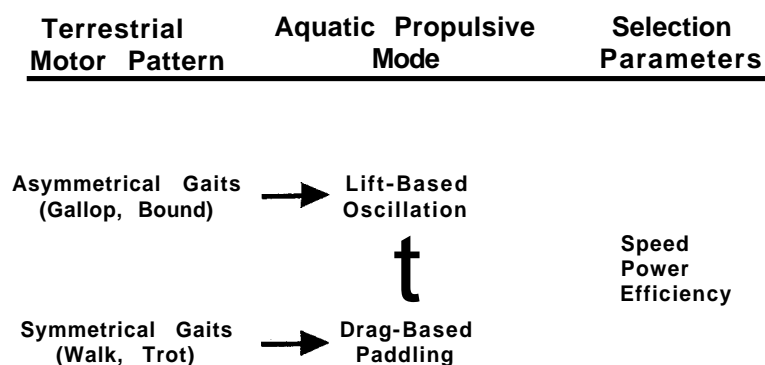 Terrestrial Motor Pattern
Aquatic Propulsive Mode
Selection Parameters
Asymmetrical Gaits
(Gallop, Bound)
Lift-Based
Oscillation
t
Speed
Power
Efficiency
Symmetrical Gaits
(Walk, Trot)
Drag-Based
Paddling